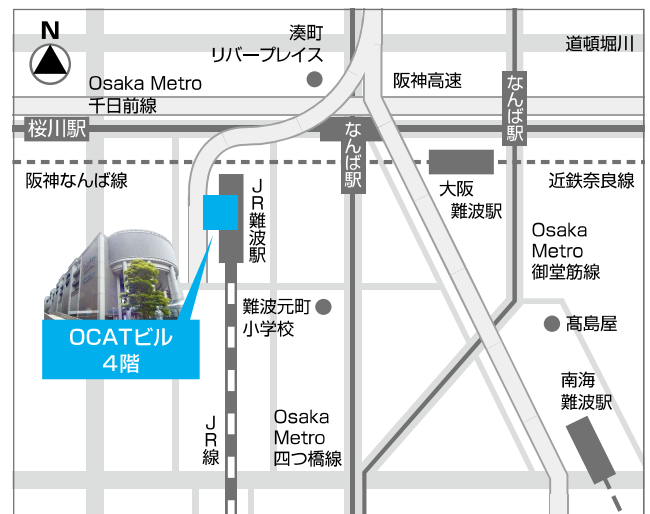 N
湊町
リバープレイス
道頓堀川
Osaka Metro
千日前線
阪神高速
なんば駅
桜川駅
なんば駅
阪神なんば線
大阪
難波駅
近鉄奈良線
JR難波駅
Osaka
Metro
御堂筋線
難波元町
小学校
髙島屋
OCATビル
4階
南海
難波駅
JR線
Osaka
Metro
四つ橋線